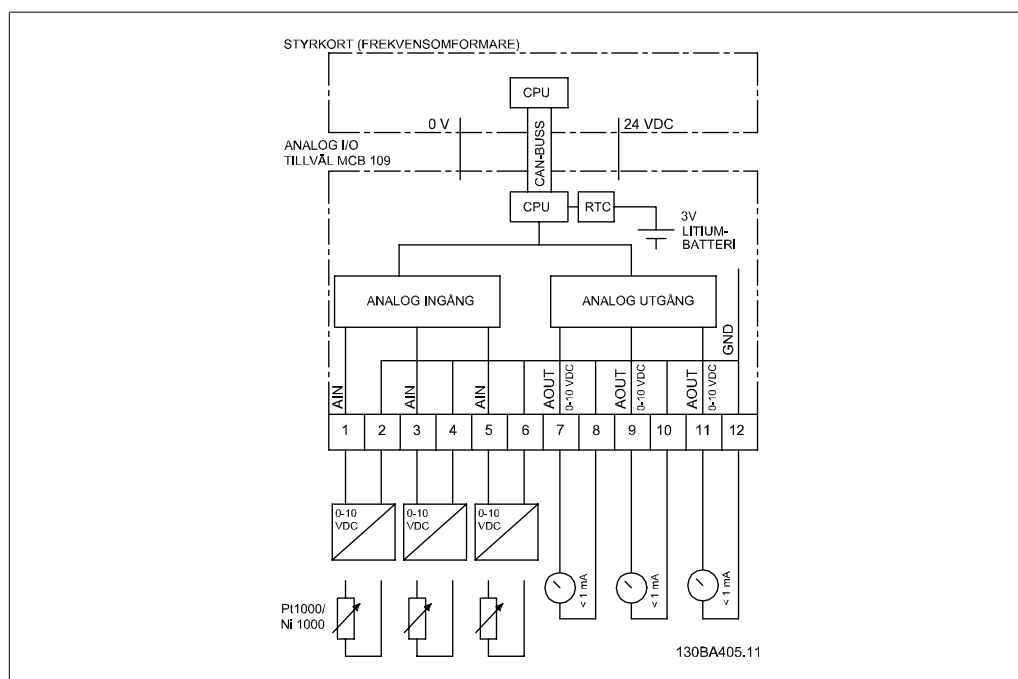 STYRKORT (FREKVENSOMFORMARE)
CPU
0 V
24 VDC
CAN-BUSS
ANALOG I/O
TILLVÄL MCB 109
CPU
RTC
3V
LITIUM-
BATTERI
ANALOG INGÅNG
ANALOG UTGÅNG
GND
AIN
AIN
AIN
AOUT
0-10 VDC
AOUT
0-10 VDC
AOUT
0-10 VDC
1 2 3 4 5 6 7 8 9 10 11 12
0-10
VDC
0-10
VDC
0-10
VDC
< 1 mA
< 1 mA
< 1 mA
Pt1000/
Ni 1000
130BA405.11